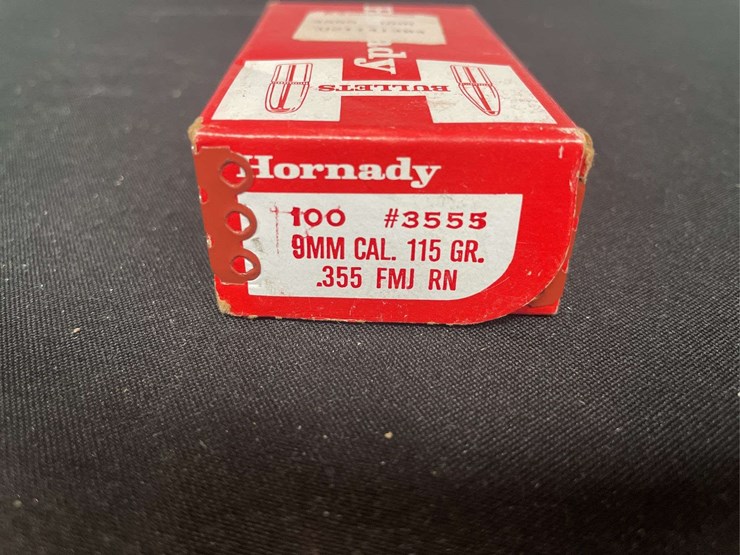 BULLETS
Hornady
100 #3555
9MM CAL. 115 GR.
.355 FMJ RN